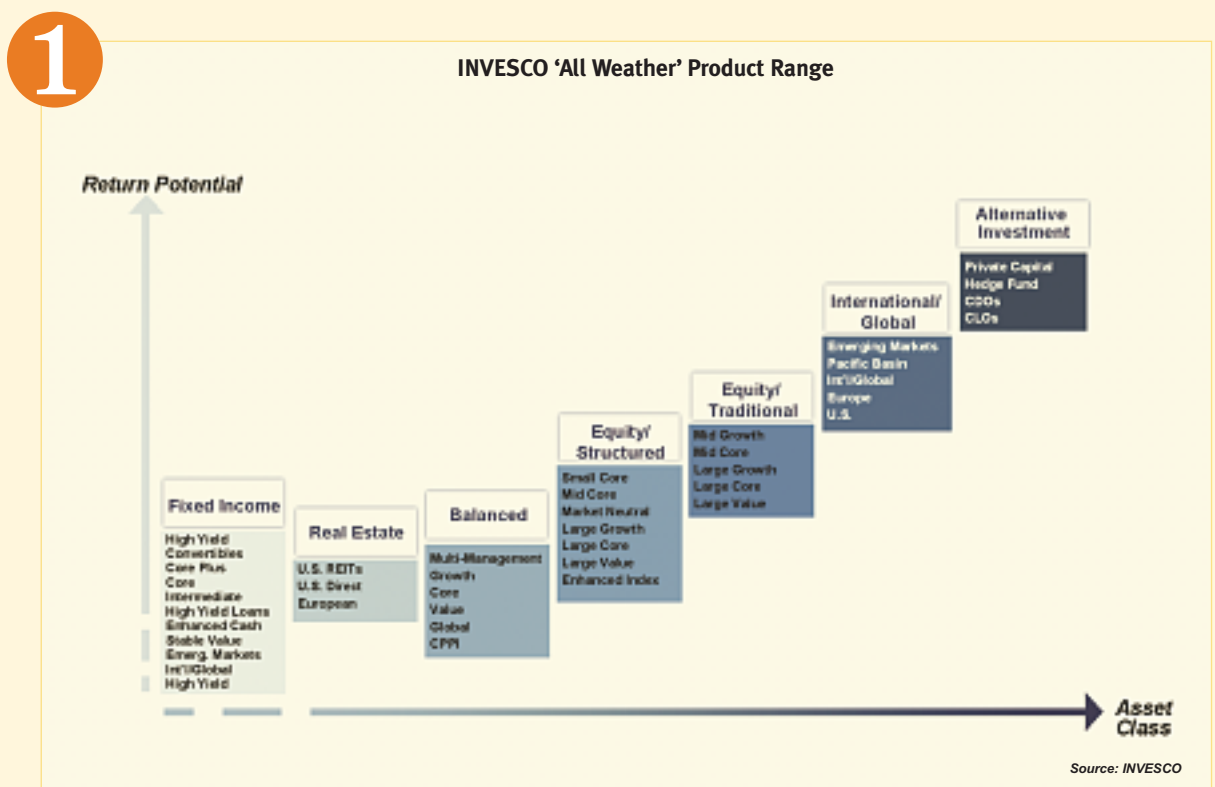 1
INVESCO ‘All Weather’ Product Range
Return Potential
Alternative
Investment
Private Capital
Hedge Fund
CDOs
CLOs
International/
Global
Emerging Markets
Pacific Basin
Int'l/Global
Europe
U.S.
Equity/
Traditional
Mid Growth
Mid Core
Large Growth
Large Core
Large Value
Equity/
Structured
Small Core
Mid Core
Market Neutral
Large Growth
Large Core
Large Value
Enhanced Index
Balanced
Multi-Management
Growth
Core
Value
Global
CPPI
Real Estate
U.S. REITs
U.S. Direct
European
Fixed Income
High Yield
Convertibles
Core Plus
Core
Intermediate
High Yield Loans
Enhanced Cash
Stable Value
Emerg. Markets
Int'l/Global
High Yield
Asset
Class
Source: INVESCO